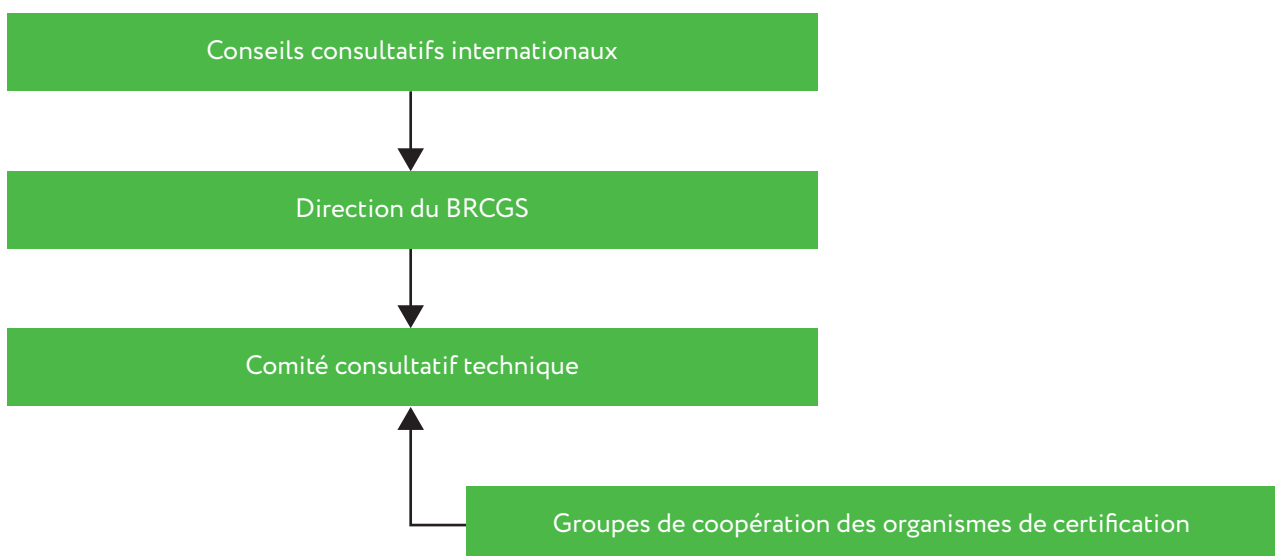 Conseils consultatifs internationaux
Direction du BRCGS
Comité consultatif technique
Groupes de coopération des organismes de certification